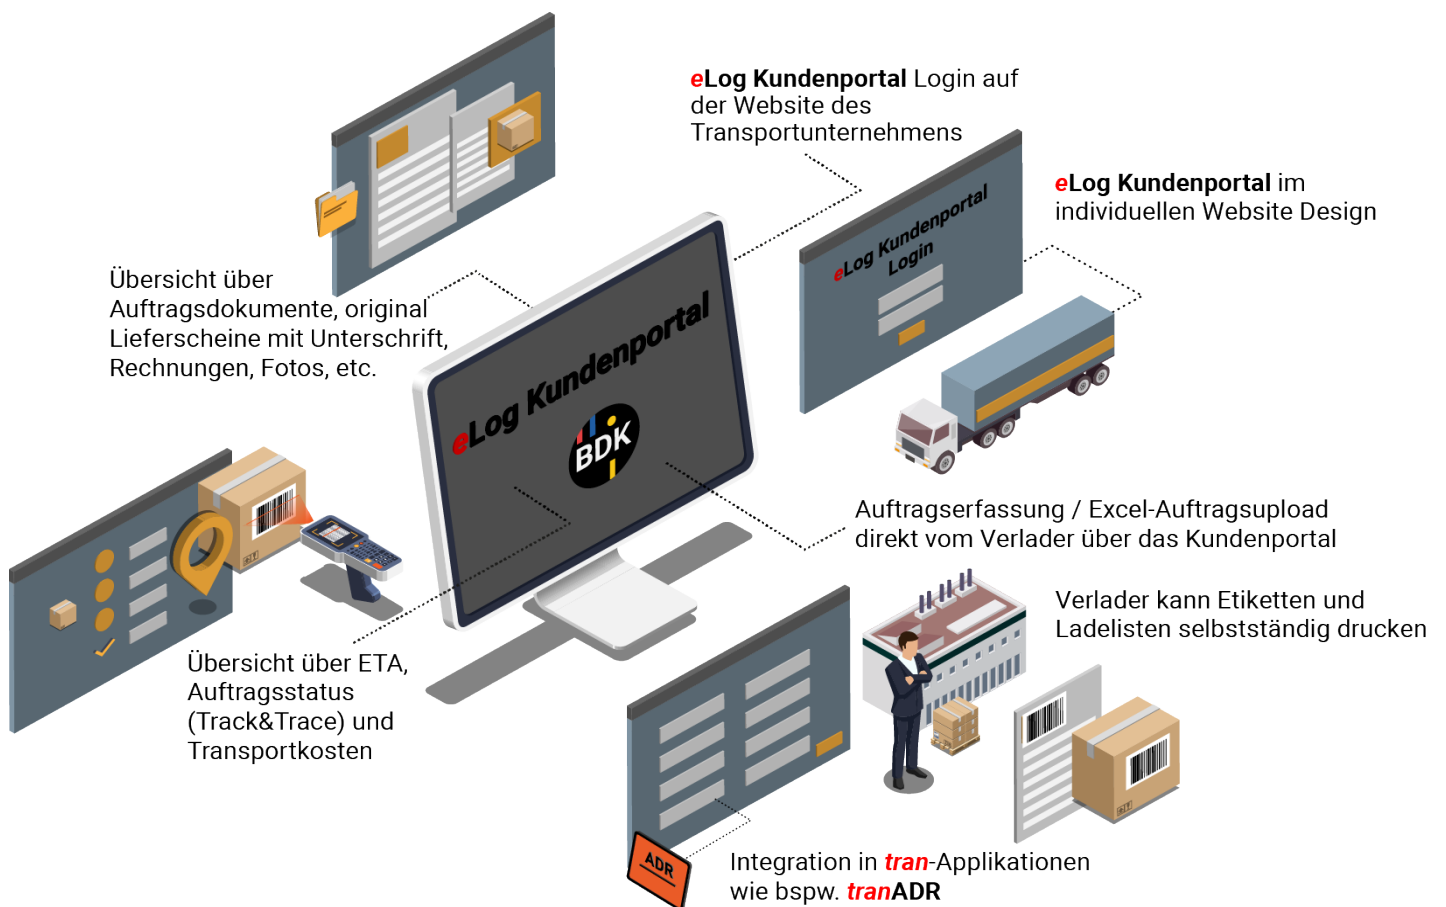 eLog Kundenportal Login auf
der Website des
Transportunternehmens
eLog Kundenportal im
individuellen Website Design
eLog Kundenportal
Login
Übersicht über
Auftragsdokumente, original
Lieferscheine mit Unterschrift,
Rechnungen, Fotos, etc.
eLog Kundenportal
BDK
Auftragserfassung / Excel-Auftragsupload
direkt vom Verlader über das Kundenportal
Verlader kann Etiketten und
Ladelisten selbstständig drucken
Übersicht über ETA,
Auftragsstatus
(Track&Trace) und
Transportkosten
ADR
Integration in tran-Applikationen
wie bspw. tranADR